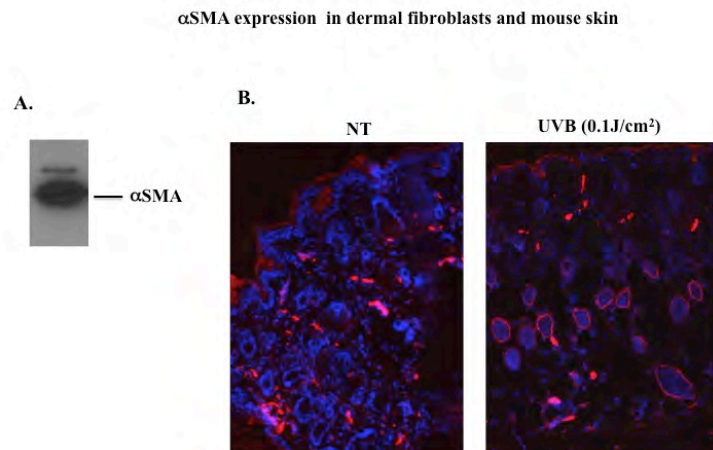 αSMA expression in dermal fibroblasts and mouse skin
A.
B.
NT
UVB (0.1J/cm²)
αSMA